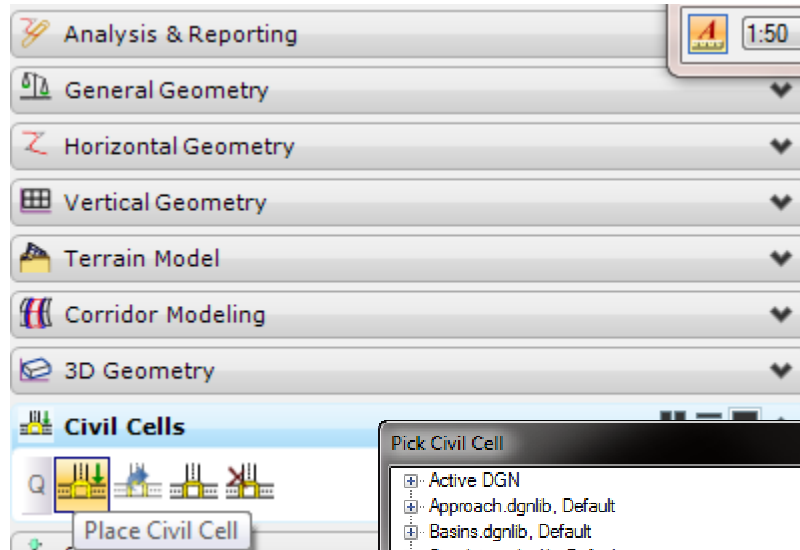 Analysis & Reporting
A 1:50
General Geometry
Horizontal Geometry
Vertical Geometry
Terrain Model
Corridor Modeling
3D Geometry
Civil Cells
Pick Civil Cell
Active DGN
Q
Approach.dgnlib, Default
Place Civil Cell
Basins.dgnlib, Default